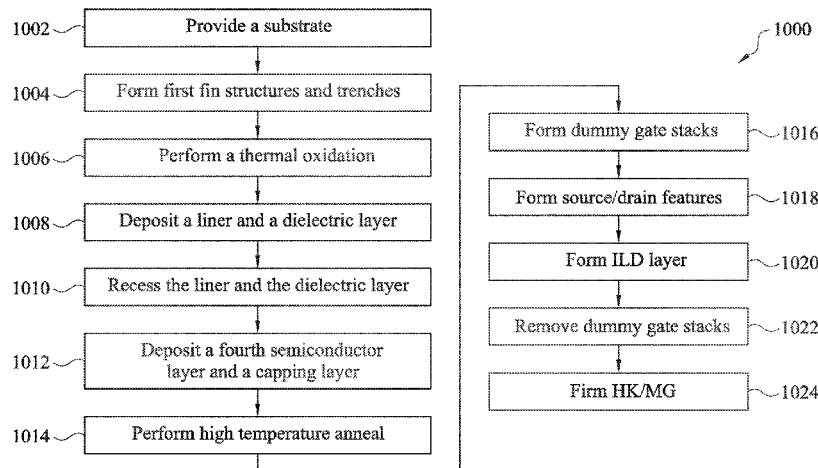 1002
Provide a substrate
1004
Form first fin structures and trenches
1006
Perform a thermal oxidation
1008
Deposit a liner and a dielectric layer
1010
Recess the liner and the dielectric layer
1012
Deposit a fourth semiconductor
layer and a capping layer
1014
Perform high temperature anneal
1000
Form dummy gate stacks
1016
Form source/drain features
1018
Form ILD layer
1020
Remove dummy gate stacks
1022
Firm HK/MG
1024